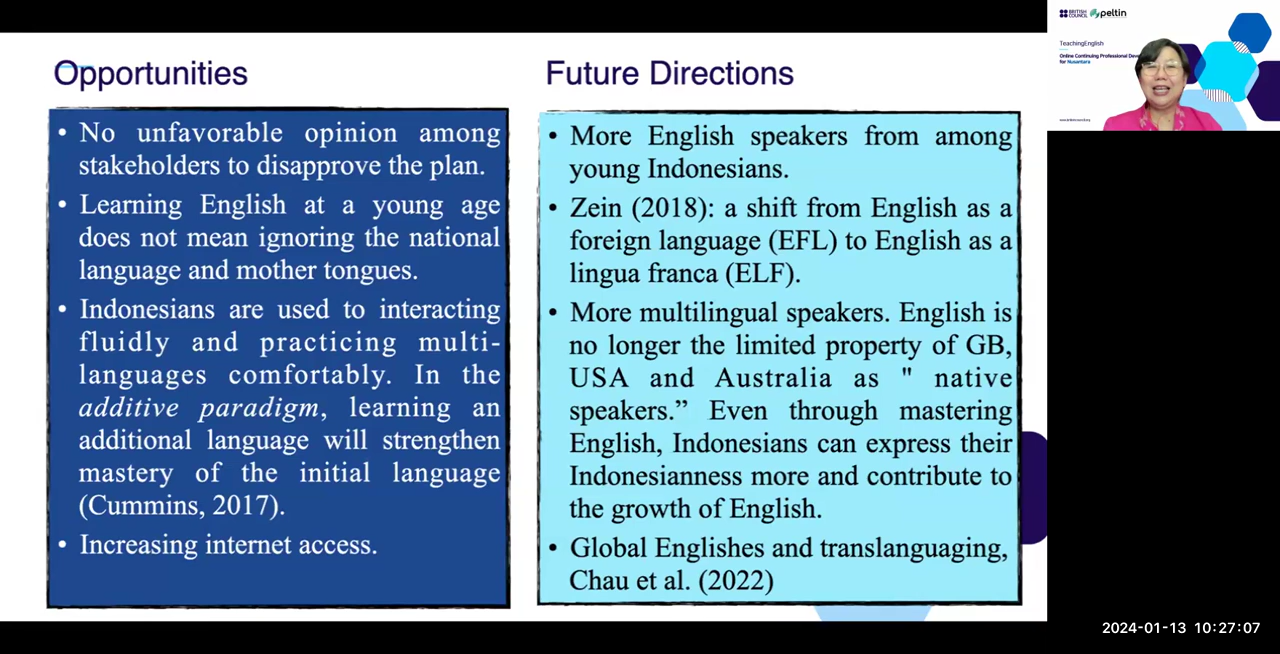 Opportunities
• No unfavorable opinion among
stakeholders to disapprove the plan.
• Learning English at a young age
does not mean ignoring the national
language and mother tongues.
• Indonesians are used to interacting
fluidly and practicing multi-
languages comfortably. In the
additive paradigm, learning an
additional language will strengthen
mastery of the initial language
(Cummins, 2017).
• Increasing internet access.
Future Directions
• More English speakers from among
young Indonesians.
• Zein (2018): a shift from English as a
foreign language (EFL) to English as a
lingua franca (ELF).
• More multilingual speakers. English is
no longer the limited property of GB,
USA and Australia as " native
speakers.” Even through mastering
English, Indonesians can express their
Indonesianness more and contribute to
the growth of English.
• Global Englishes and translanguaging,
Chau et al. (2022)
BRITISH
COUNCIL
peltin
TeachingEnglish
Online Continuing Professional
for Nusantara
2024-01-13 10:27:07